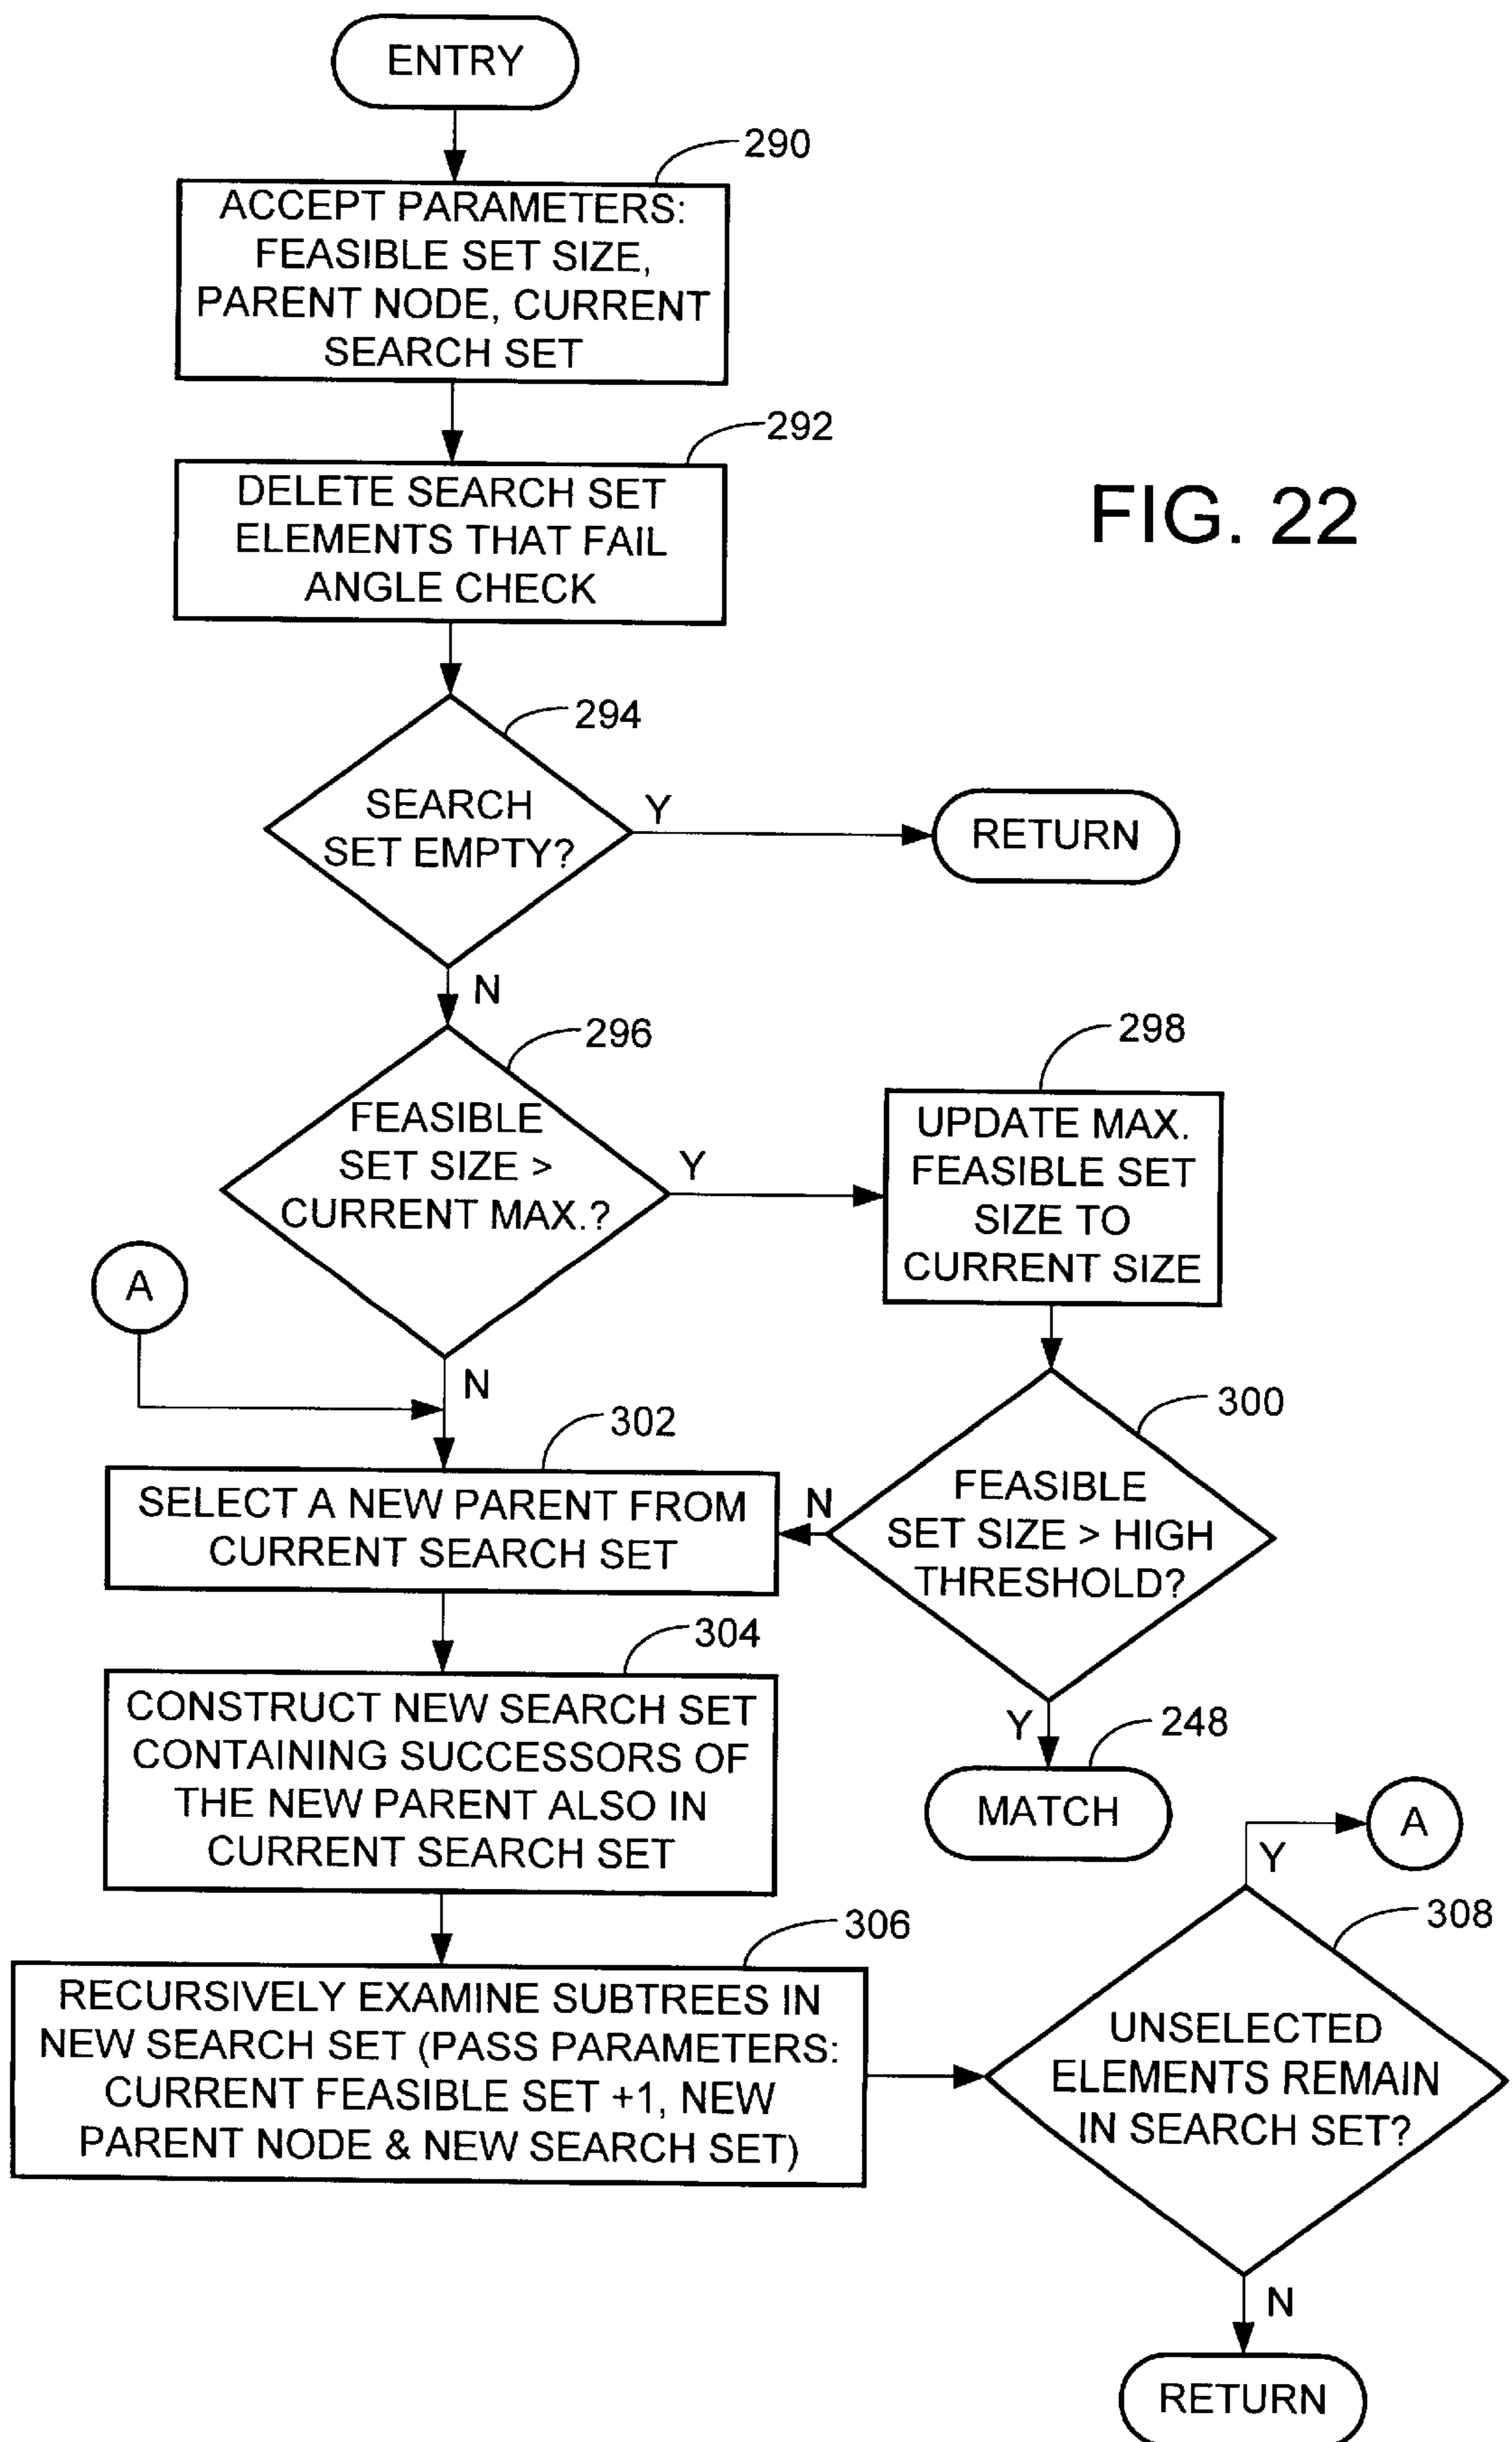 ENTRY
290
ACCEPT PARAMETERS:
FEASIBLE SET SIZE,
PARENT NODE, CURRENT
SEARCH SET
292
DELETE SEARCH SET
ELEMENTS THAT FAIL
ANGLE CHECK
FIG. 22
294
SEARCH
SET EMPTY?
Y
RETURN
N
296
FEASIBLE
SET SIZE >
CURRENT MAX.?
Y
298
UPDATE MAX.
FEASIBLE SET
SIZE TO
CURRENT SIZE
A
N
300
FEASIBLE
SET SIZE > HIGH
THRESHOLD?
N
302
SELECT A NEW PARENT FROM
CURRENT SEARCH SET
Y
248
MATCH
304
CONSTRUCT NEW SEARCH SET
CONTAINING SUCCESSORS OF
THE NEW PARENT ALSO IN
CURRENT SEARCH SET
306
RECURSIVELY EXAMINE SUBTREES IN
NEW SEARCH SET (PASS PARAMETERS:
CURRENT FEASIBLE SET +1, NEW
PARENT NODE & NEW SEARCH SET)
A
Y
308
UNSELECTED
ELEMENTS REMAIN
IN SEARCH SET?
N
RETURN